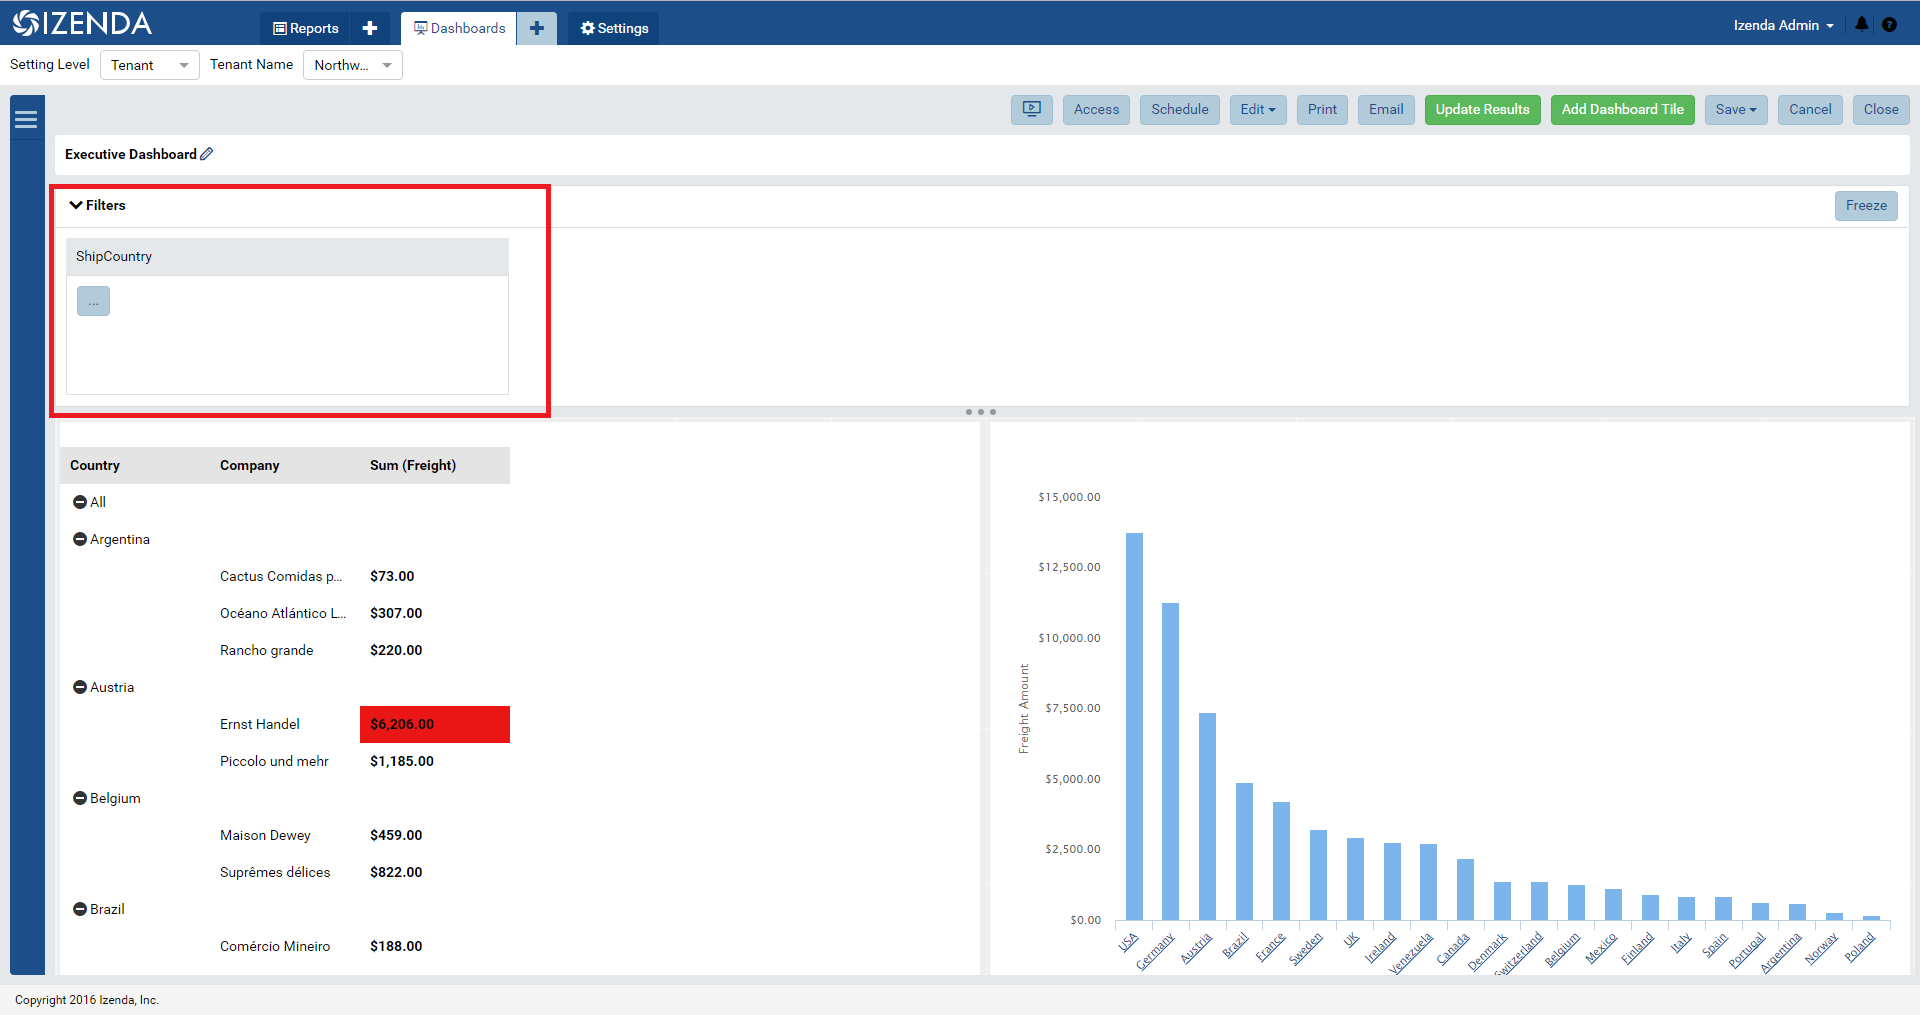 IZENDA
Reports
Dashboards
Settings
Izenda Admin
Setting Level
Tenant
Tenant Name
Northw...
Access
Schedule
Edit
Print
Email
Update Results
Add Dashboard Tile
Save
Cancel
Close
Executive Dashboard
Filters
Freeze
ShipCountry
...
Country Company Sum (Freight)
All
Argentina
Cactus Comidas p... $73.00
Océano Atlántico L... $307.00
Rancho grande $220.00
Austria
Ernst Handel $6,206.00
Piccolo und mehr $1,185.00
Belgium
Maison Dewey $459.00
Suprêmes délices $822.00
Brazil
Comércio Mineiro $188.00
Freight Amount
$15,000.00
$12,500.00
$10,000.00
$7,500.00
$5,000.00
$2,500.00
$0.00
USA
Germany
Austria
Brazil
France
Sweden
UK
Ireland
Venezuela
Canada
Denmark
Switzerland
Belgium
Mexico
Finland
Italy
Spain
Portugal
Argentina
Norway
Poland
Copyright 2016 Izenda, Inc.